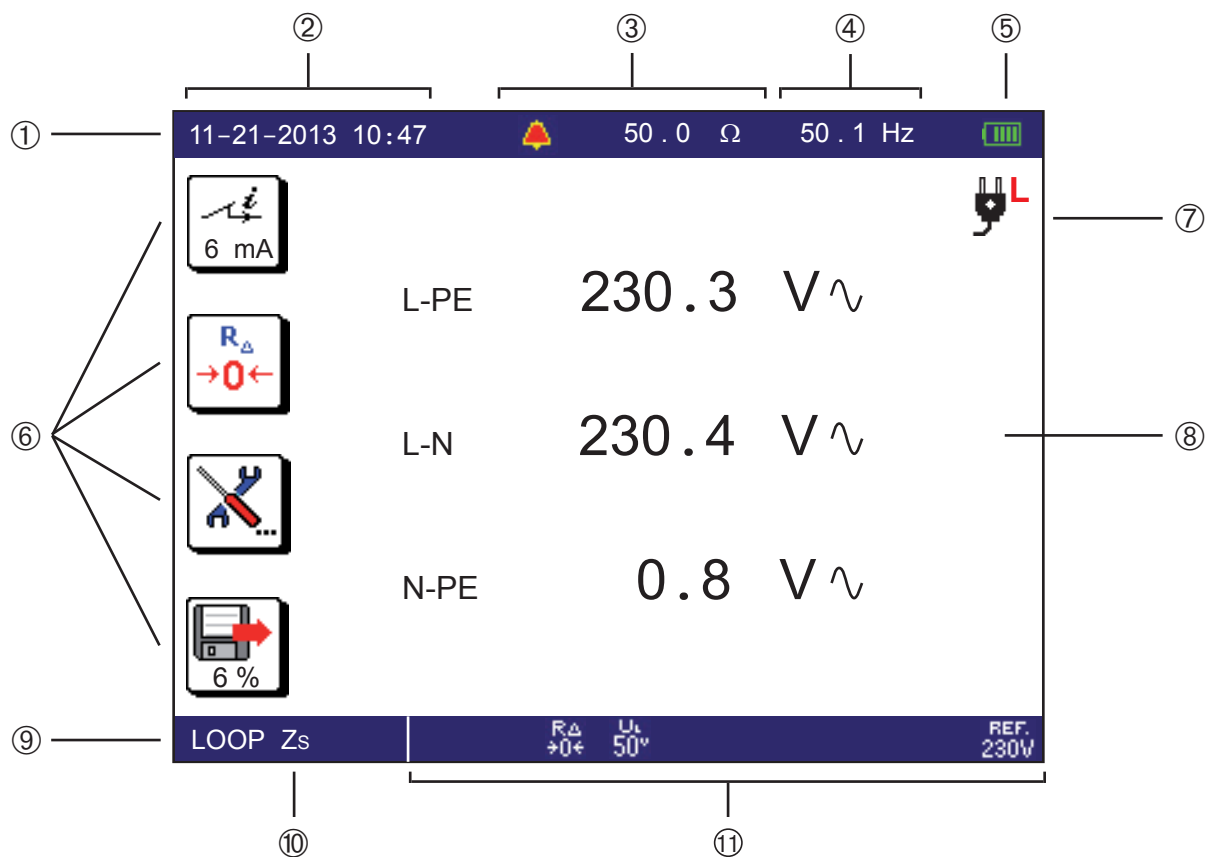 ② ③ ④ ⑤
① 11-21-2013 10:47 50.0 Ω 50.1 Hz
i
6 mA
L ⑦
L-PE 230.3 V
RΔ
→0←
⑥ L-N 230.4 V ⑧
...
N-PE 0.8 V
6 %
⑨ LOOP Zs RΔ →0← UL 50V REF. 230V
⑩ ⑪